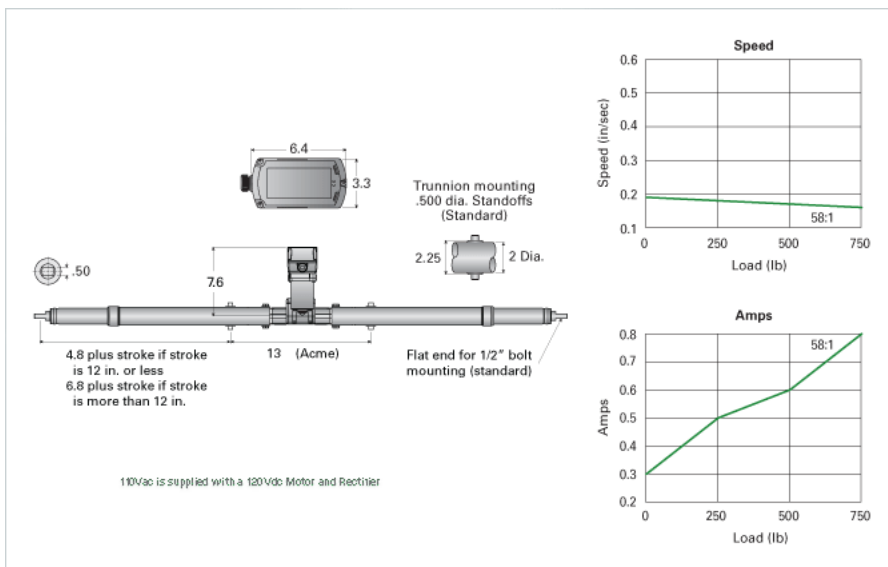 6.4
3.3
Trunnion mounting
.500 dia. Standoffs
(Standard)
2.25
2 Dia.
.50
7.6
4.8 plus stroke if stroke
is 12 in. or less
6.8 plus stroke if stroke
is more than 12 in.
13 (Acme)
Flat end for 1/2" bolt
mounting (standard)
110Vac is supplied with a 120Vdc Motor and Rectifier
Speed
Speed (in/sec)
0.6
0.5
0.4
0.3
0.2
0.1
58:1
0 250 500 750
Load (lb)
Amps
Amps
0.8
0.7
0.6
0.5
0.4
0.3
0.2
58:1
0 250 500 750
Load (lb)